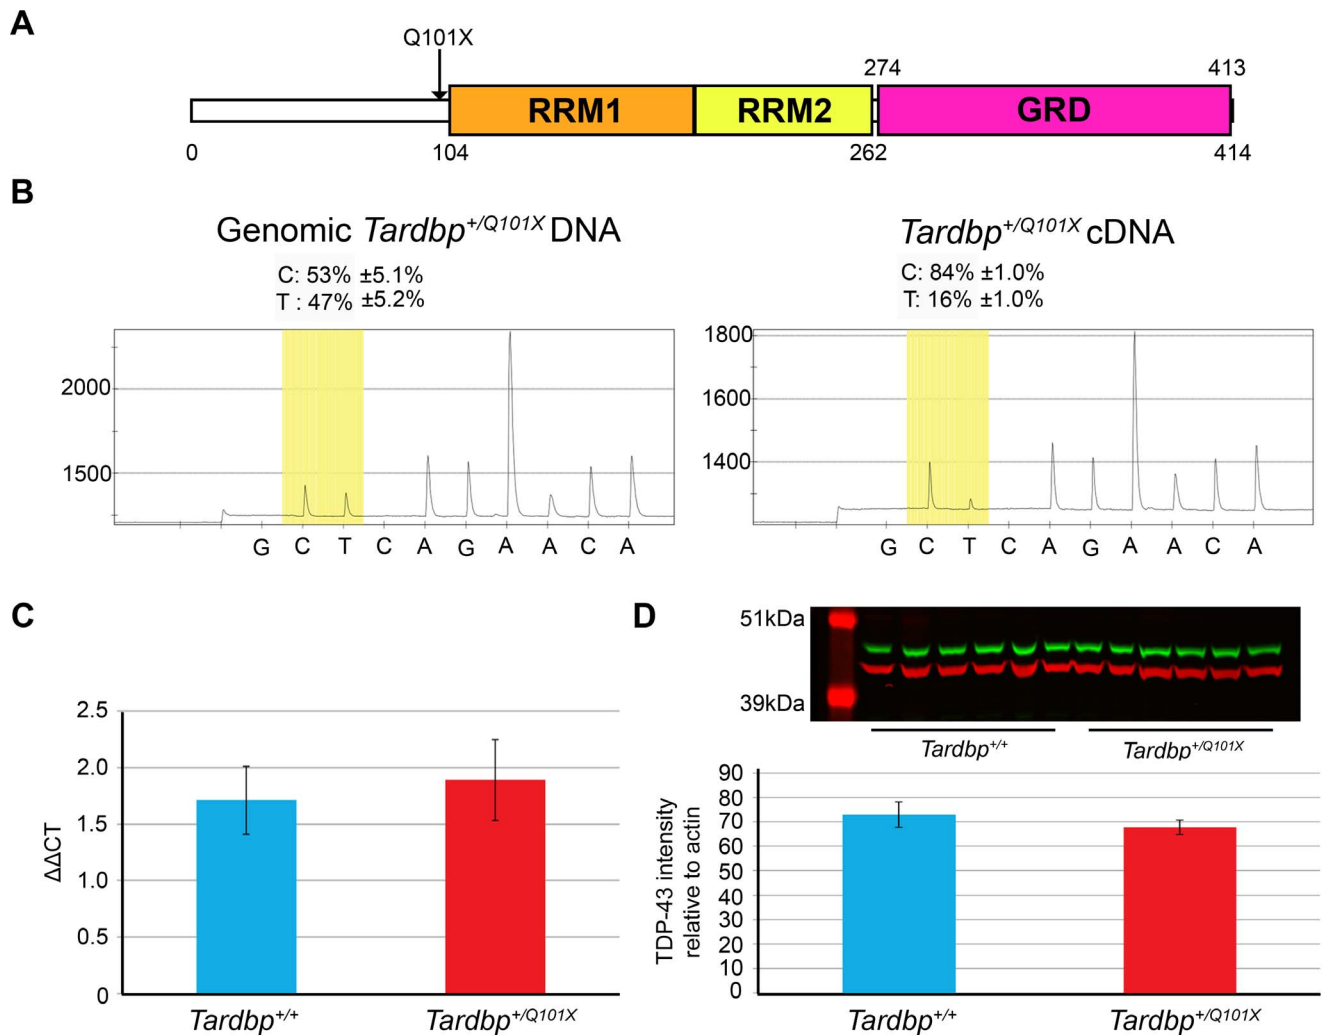 A
Q101X
274 413
RRM1 RRM2 GRD
0 104 262 414
B
Genomic Tardbp+/Q101X DNA
C: 53% ±5.1%
T : 47% ±5.2%
2000
1500
G C T C A G A A C A
Tardbp+/Q101X cDNA
C: 84% ±1.0%
T: 16% ±1.0%
1800
1600
1400
G C T C A G A A C A
C
ΔΔCT
2.5
2.0
1.5
1.0
0.5
0
Tardbp+/+ Tardbp+/Q101X
D
51kDa
39kDa
Tardbp+/+ Tardbp+/Q101X
TDP-43 intensity
relative to actin
90
80
70
60
50
40
30
20
10
0
Tardbp+/+ Tardbp+/Q101X